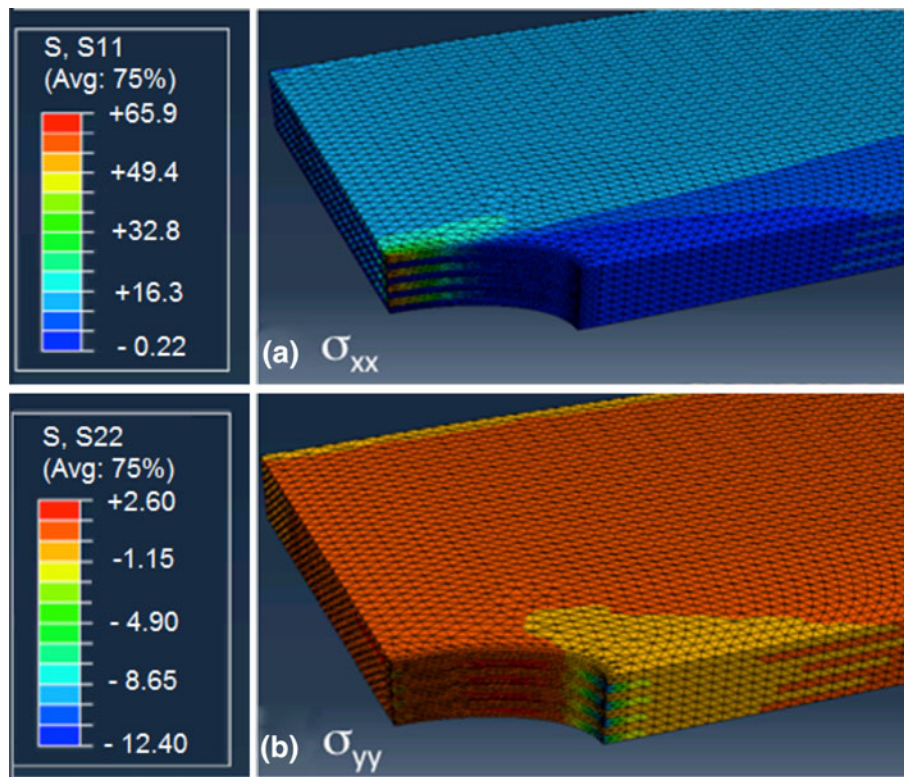 S, S11
(Avg: 75%)
+65.9
+49.4
+32.8
+16.3
- 0.22
(a) σxx
S, S22
(Avg: 75%)
+2.60
-1.15
- 4.90
- 8.65
- 12.40
(b) σyy